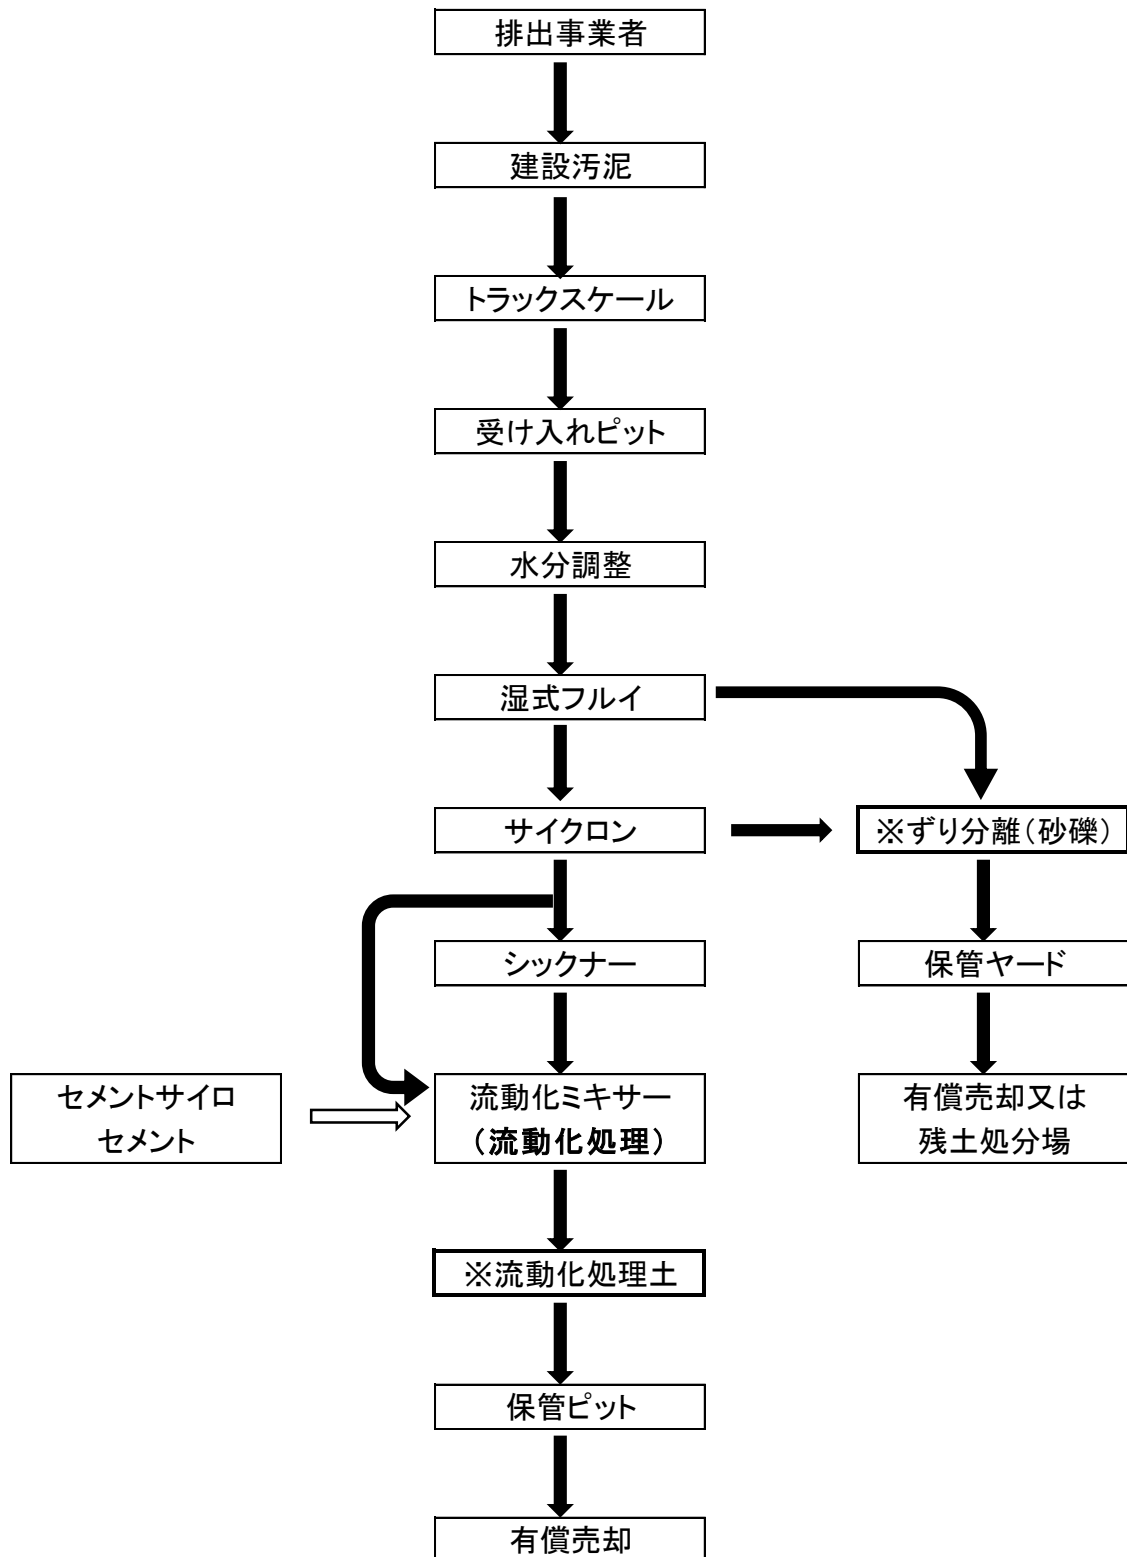 排出事業者
建設汚泥
トラックスケール
受け入れピット
水分調整
湿式フルイ
サイクロン
※ずり分離（砂礫）
シックナー
保管ヤード
セメントサイロ
セメント
流動化ミキサー
（流動化処理）
有償売却又は
残土処分場
※流動化処理土
保管ピット
有償売却